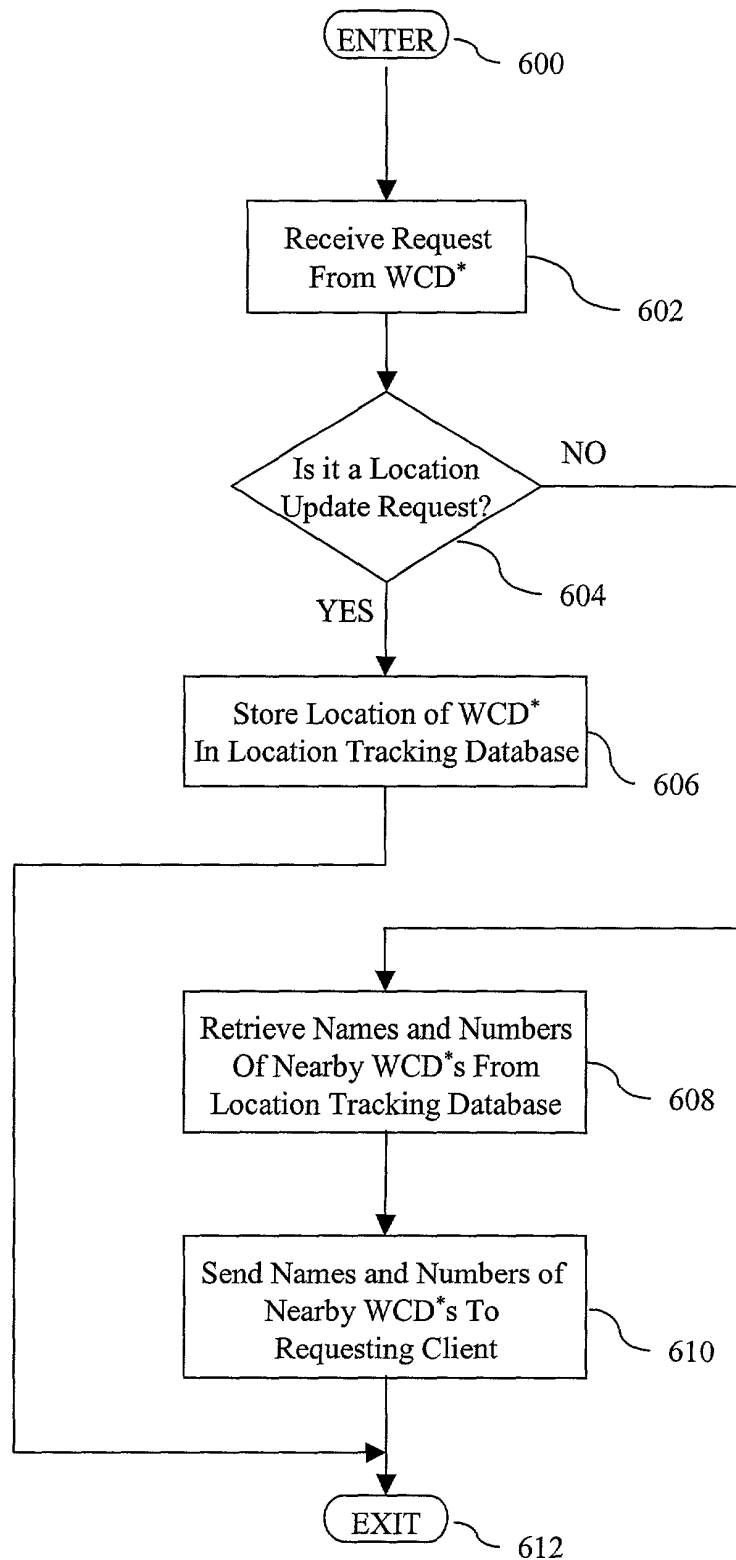 ENTER
600
Receive Request
From WCD*
602
Is it a Location
Update Request?
NO
604
YES
Store Location of WCD*
In Location Tracking Database
606
Retrieve Names and Numbers
Of Nearby WCD*s From
Location Tracking Database
608
Send Names and Numbers of
Nearby WCD*s To
Requesting Client
610
EXIT
612